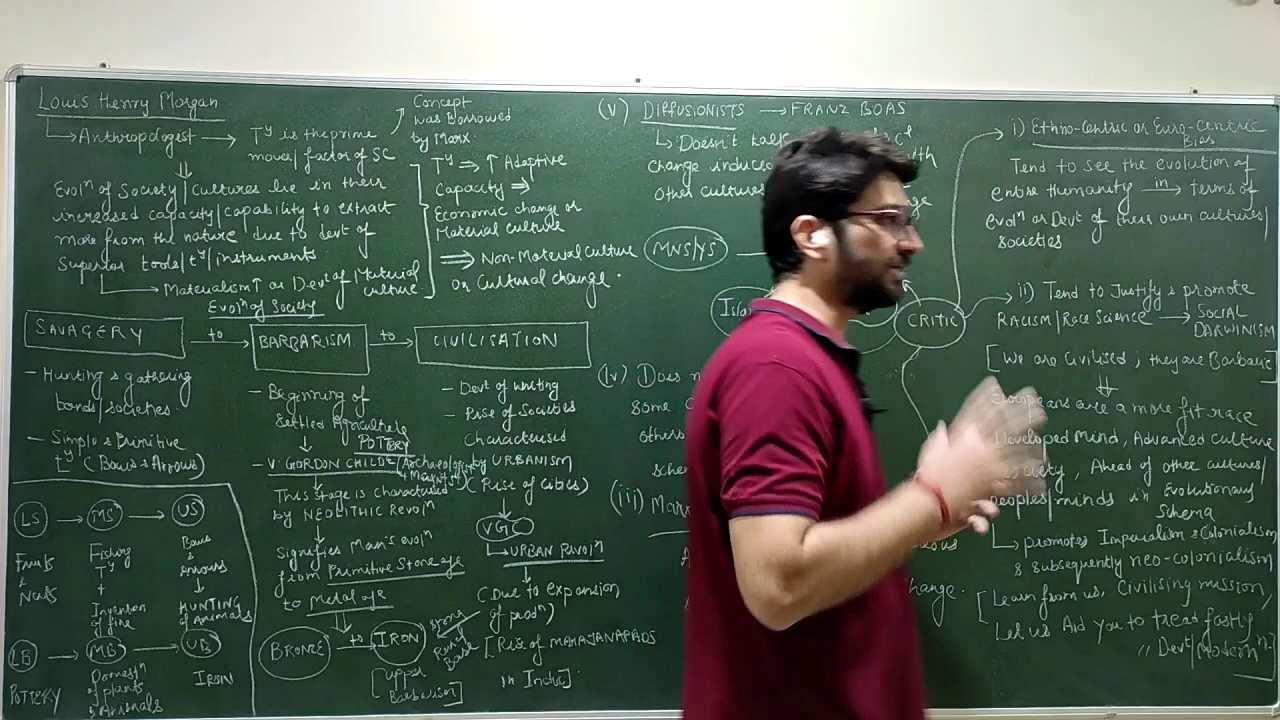 Louis Henry Morgan
Anthropologist → Tʸ is the prime
mover/factor of SC
Concept
was Borrowed
by Marx.
Evolⁿ of Society/cultures lie in their
increased capacity/capability to extract
more from the nature due to devt of
Superior tools/tʸ/instruments
Materialism↑ or Devt of Material
culture
Tʸ ⇒ ↑ Adaptive
Capacity ⇒
Economic change or
Material culture
⇒ Non-Material culture
or Cultural change.
Evolⁿ of Society
SAVAGERY → to BARBARISM → to CIVILISATION
- Hunting & gathering
bands/societies.
- Simple & Primitive
tʸ (Bows & Arrows)
- Beginning of
Settled Agriculture
POTTERY
- V. GORDON CHILDE (Archaeologist
& Marxist)
This stage is characterised
by NEOLITHIC Revolⁿ
Signifies Man's evolⁿ
from Primitive Stone age
to Metal age
BRONZE → to IRON
[upper
Barbarism]
- Devt of writing
- Rise of Societies
Characterised
by URBANISM
(Rise of Cities)
VGC
URBAN Revolⁿ
(Due to expansion
of prodⁿ)
[Rise of MAHAJANAPADS
in India]
LS → MS → US
Fruits
&
Nuts
Fishing
Tʸ
+
Invention
of fire
Bows
&
Arrows
HUNTING
of Animals
LB → MB → UB
POTTERY
Domestⁿ
of plants
& Animals
IRON
(v) DIFFUSIONISTS → FRANZ BOAS
Doesn't talk
change induced
other cultures
MNS/YS
(iv) Does
some
others
(iii)
change.
CRITIC
i) Ethno-Centric or Euro-Centric
Bias
Tend to see the evolution of
entire humanity in → terms of
evolⁿ or Devt of their own cultures/
societies
ii) Tend to Justify & promote
RACISM/Race Science → SOCIAL
DARWINISM
[We are Civilised; they are Barbaric]
Europeans are a more fit race
Developed Mind, Advanced culture
Society, Ahead of other cultures/
peoples/minds in Evolutionary
Schema
promotes Imperialism & Colonialism
& subsequently neo-colonialism
[Learn from us, Civilising mission,
Let us Aid you to tread fastly
Devt/Modernⁿ.]